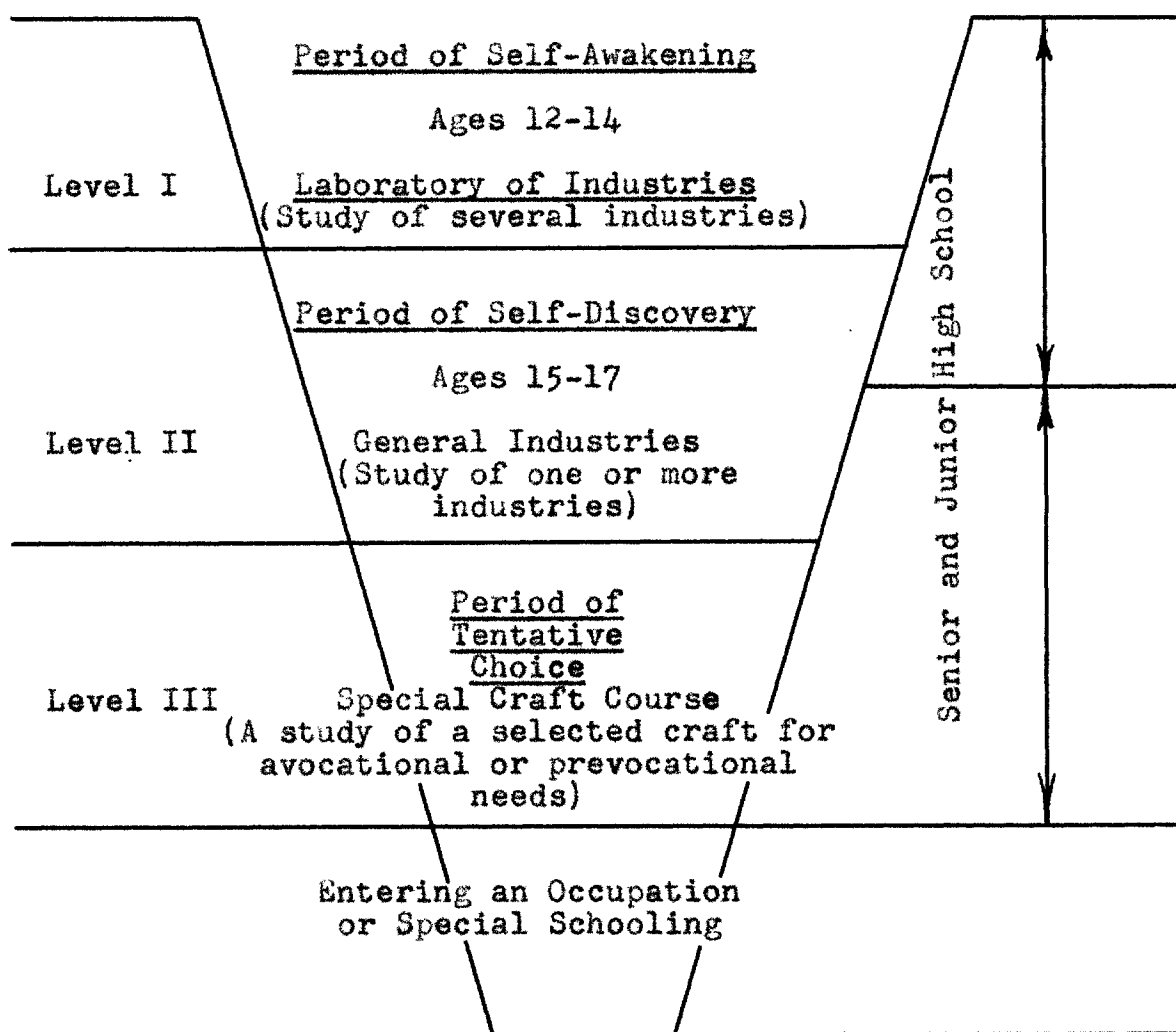 Period of Self-Awakening
Ages 12-14
Level I
Laboratory of Industries
(Study of several industries)
Period of Self-Discovery
Ages 15-17
Level II
General Industries
(Study of one or more
industries)
Period of
Tentative
Choice
Level III
Special Craft Course
(A study of a selected craft for
avocational or prevocational
needs)
Entering an Occupation
or Special Schooling
Senior and Junior High School